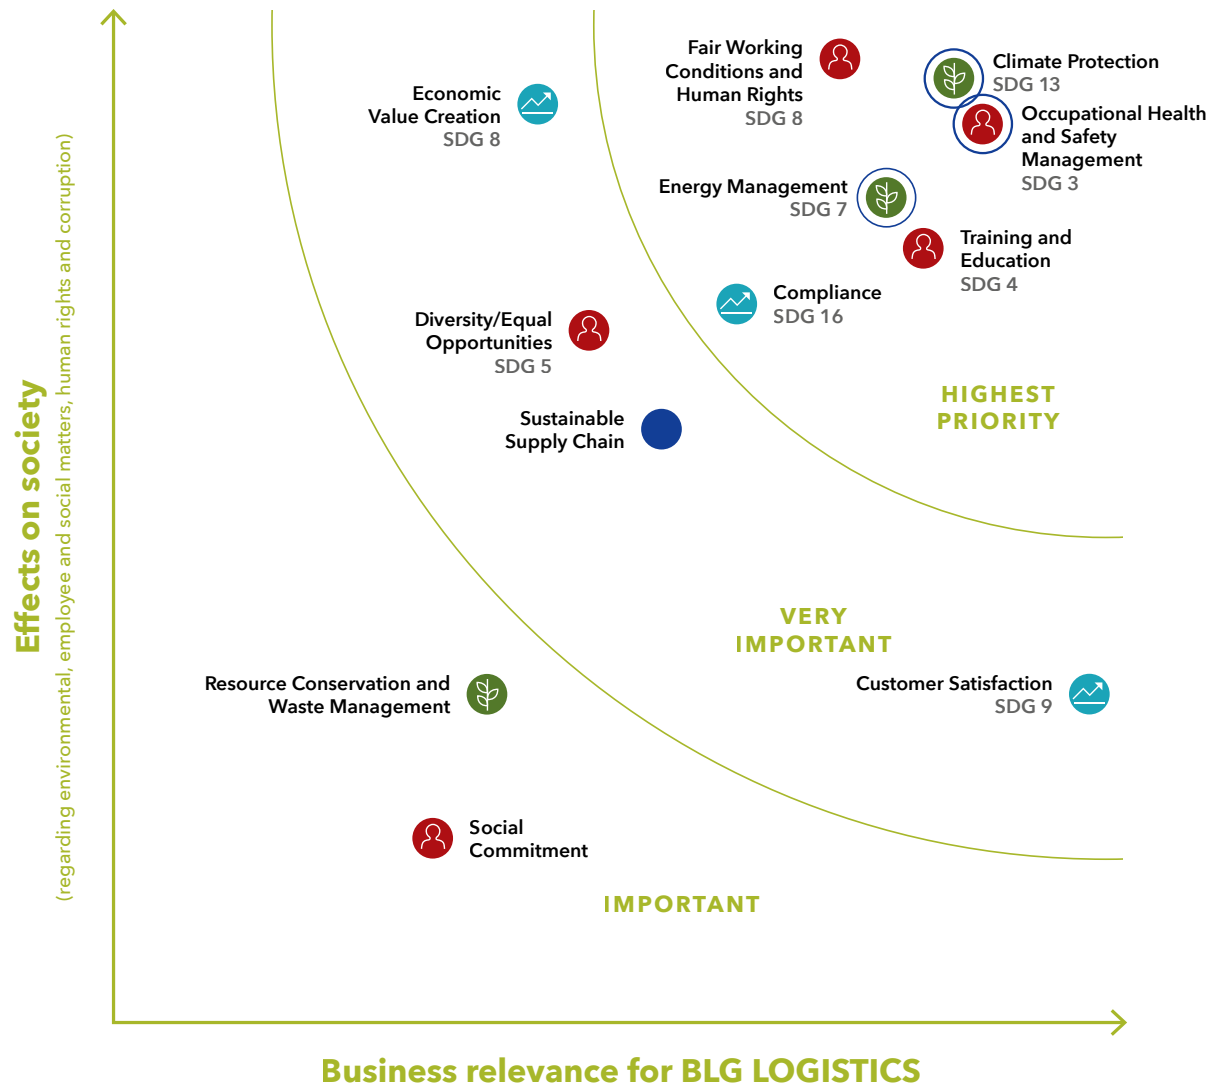 Effects on society
(regarding environmental, employee and social matters, human rights and corruption)
Economic
Value Creation
SDG 8
Fair Working
Conditions and
Human Rights
SDG 8
Climate Protection
SDG 13
Occupational Health
and Safety
Management
SDG 3
Energy Management
SDG 7
Training and
Education
SDG 4
Compliance
SDG 16
Diversity/Equal
Opportunities
SDG 5
HIGHEST
PRIORITY
Sustainable
Supply Chain
VERY
IMPORTANT
Resource Conservation and
Waste Management
Customer Satisfaction
SDG 9
Social
Commitment
IMPORTANT
Business relevance for BLG LOGISTICS